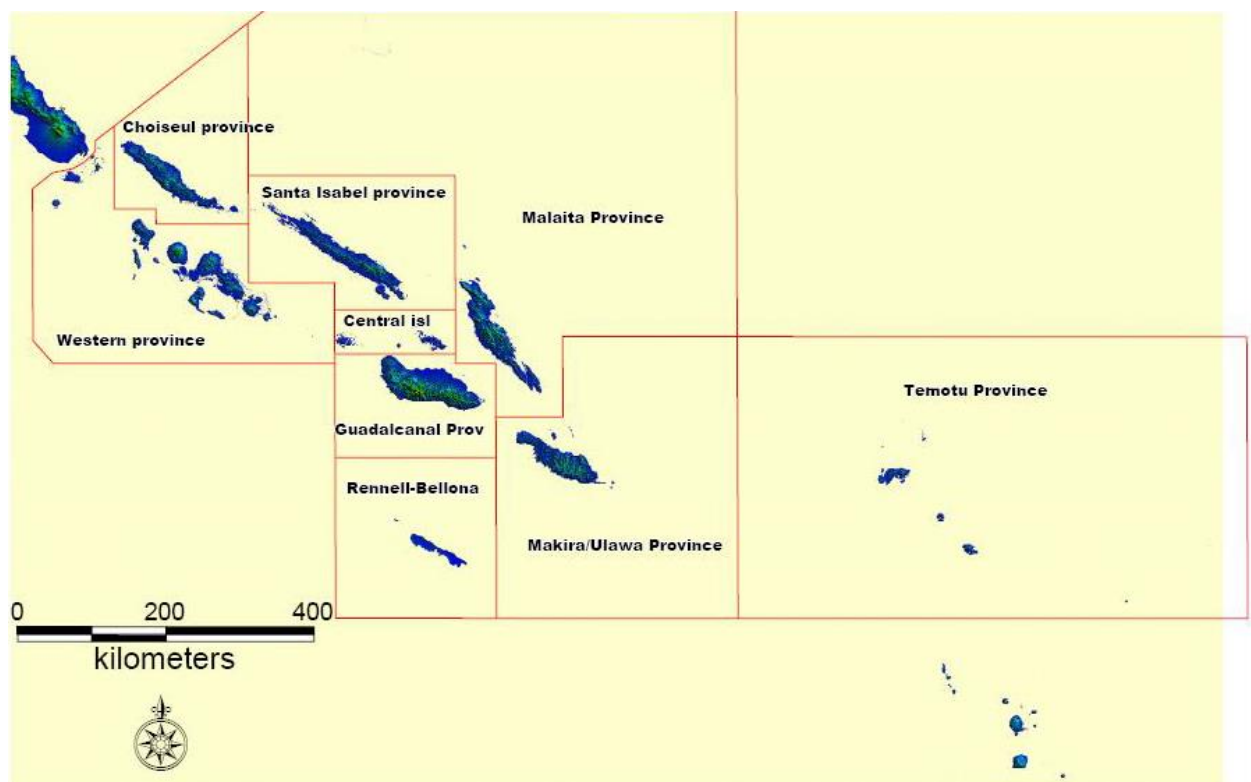 Choiseul province
Santa Isabel province
Malaita Province
Central isl
Western province
Temotu Province
Guadalcanal Prov
Rennell-Bellona
Makira/Ulawa Province
0 200 400
kilometers